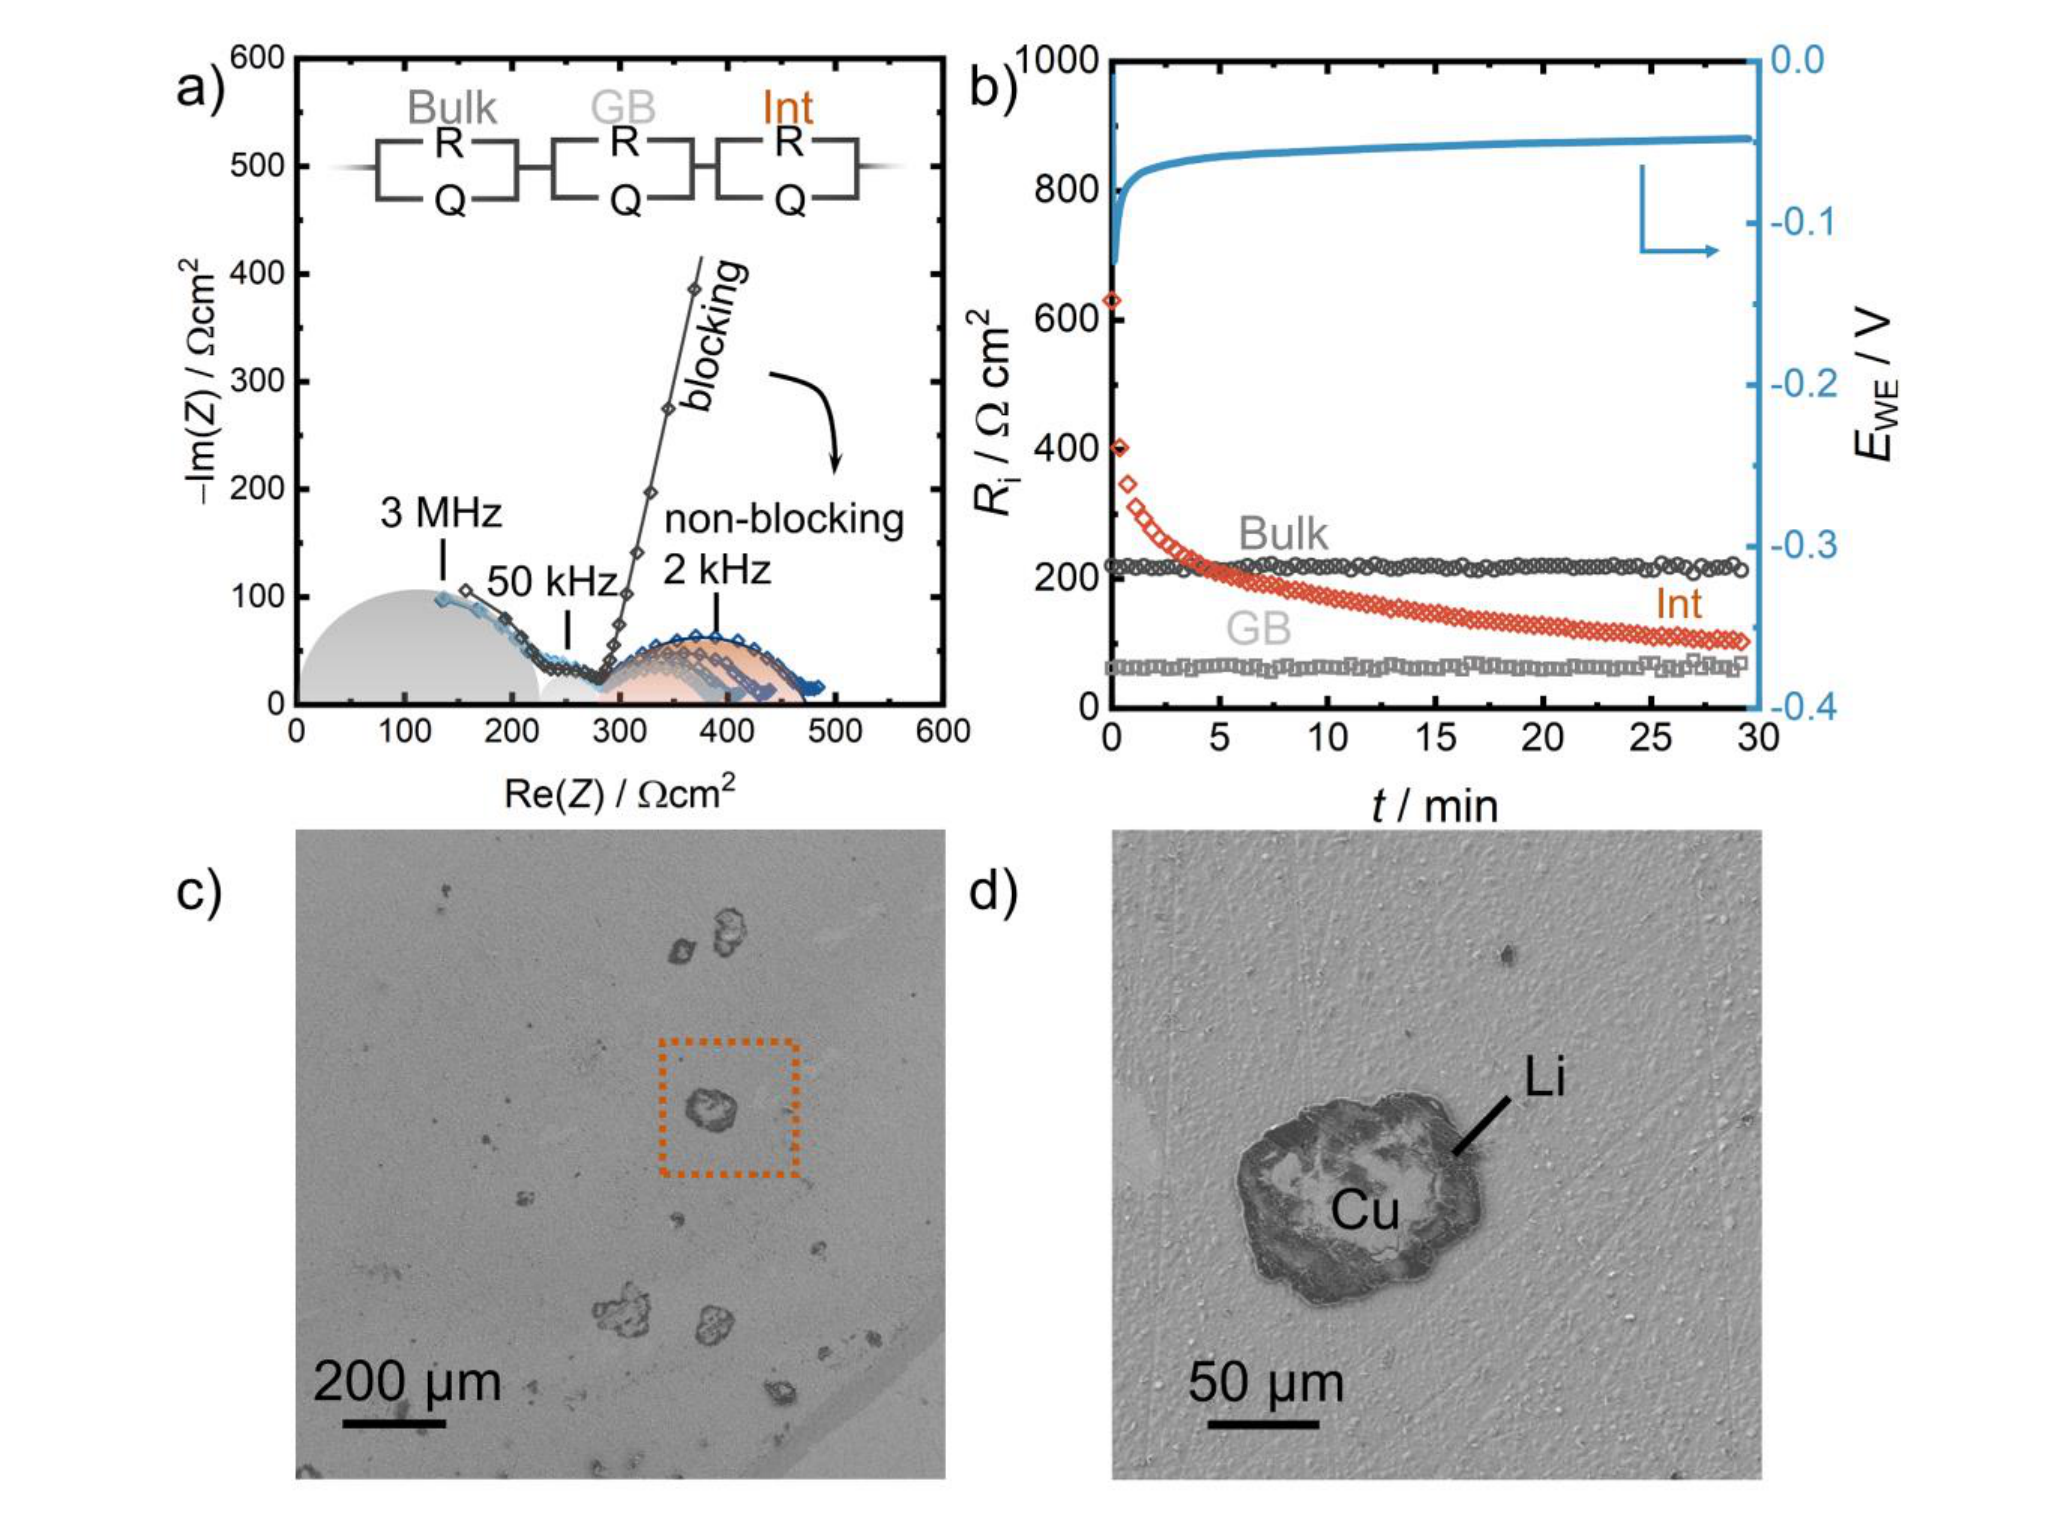 a)
600
500
400
300
200
100
0
–Im(Z) / Ωcm²
Bulk GB Int
R R R
Q Q Q
blocking
non-blocking
3 MHz
50 kHz
2 kHz
0 100 200 300 400 500 600
Re(Z) / Ωcm²
b)
1000
800
600
400
200
0
Rᵢ / Ω cm²
0.0
-0.1
-0.2
-0.3
-0.4
E_WE / V
Bulk
Int
GB
0 5 10 15 20 25 30
t / min
c)
200 µm
d)
Li
Cu
50 µm